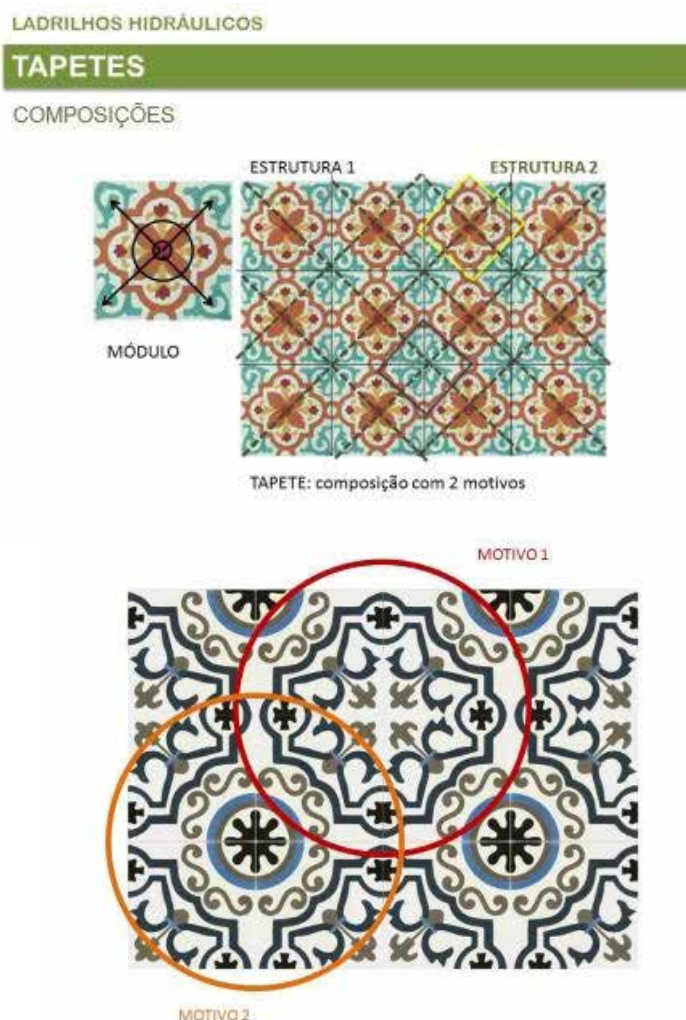 LADRILHOS HIDRÁULICOS
TAPETES
COMPOSIÇÕES
ESTRUTURA 1
ESTRUTURA 2
MÓDULO
TAPETE: composição com 2 motivos
MOTIVO 1
MOTIVO 2